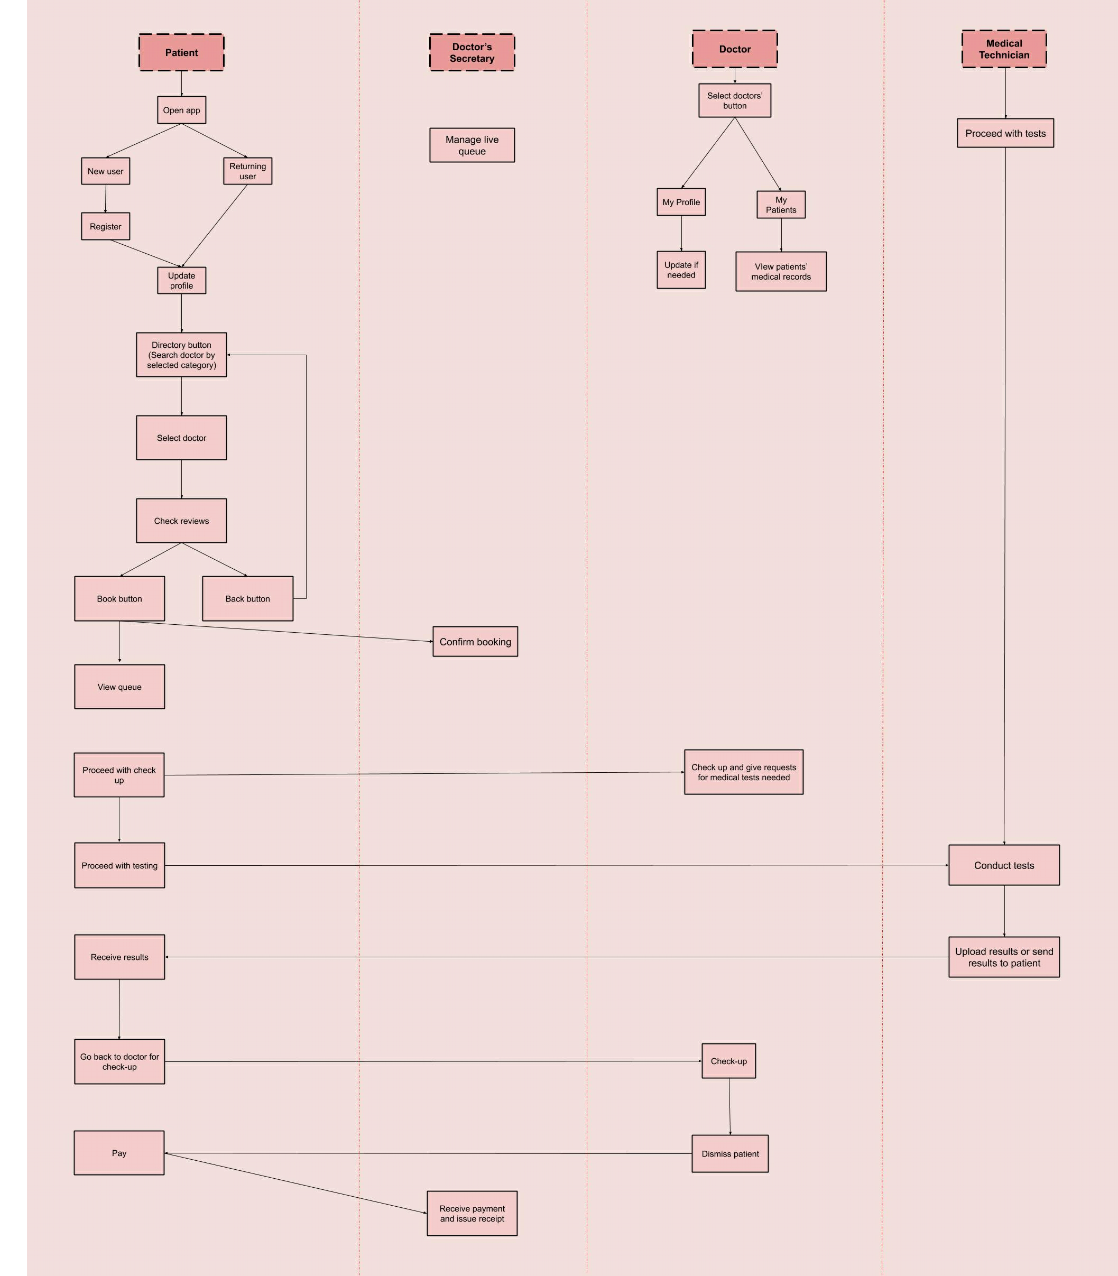 Patient
Doctor's
Secretary
Doctor
Medical
Technician
Open app
Select doctors'
button
Proceed with tests
Manage live
queue
New user
Returning
user
My Profile
My
Patients
Register
Update
profile
Update if
needed
View patients'
medical records
Directory button
(Search doctor by
selected category)
Select doctor
Check reviews
Book button
Back button
Confirm booking
View queue
Proceed with check
up
Check up and give requests
for medical tests needed
Proceed with testing
Conduct tests
Receive results
Upload results or send
results to patient
Go back to doctor for
check-up
Check-up
Pay
Dismiss patient
Receive payment
and issue receipt